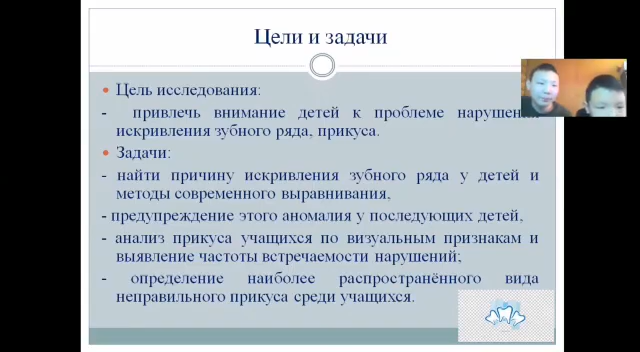 Цели и задачи
Цель исследования:
- привлечь внимание детей к проблеме нарушения
искривления зубного ряда, прикуса.
Задачи:
- найти причину искривления зубного ряда у детей и
методы современного выравнивания,
- предупреждение этого аномалия у последующих детей,
- анализ прикуса учащихся по визуальным признакам и
выявление частоты встречаемости нарушений;
- определение наиболее распространённого вида
неправильного прикуса среди учащихся.